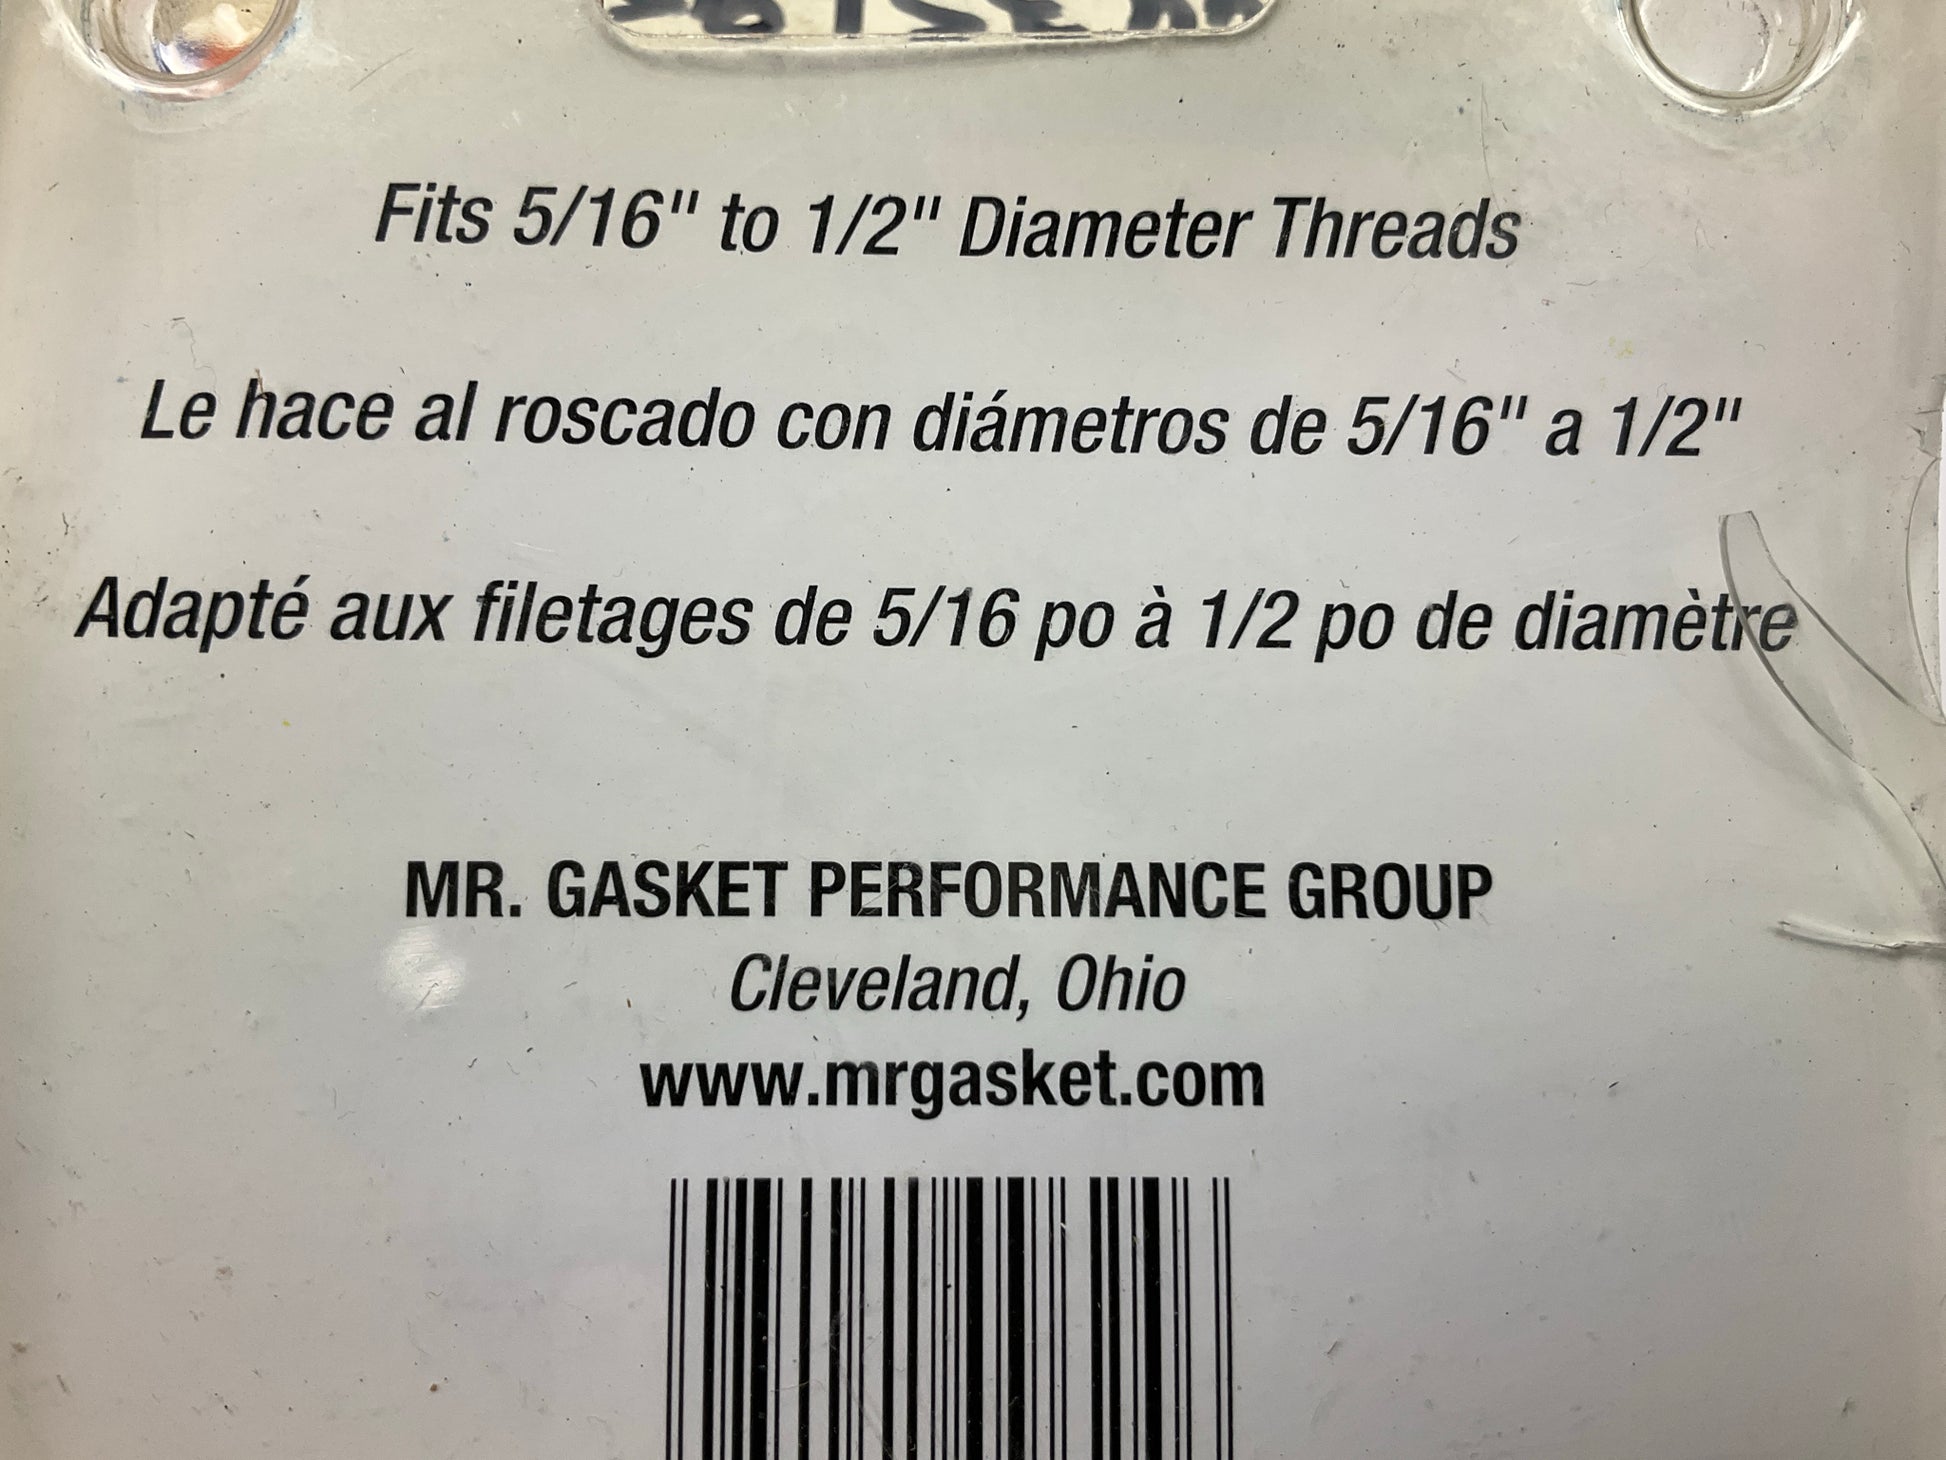 Fits 5/16" to 1/2" Diameter Threads
Le hace al roscado con diámetros de 5/16" a 1/2"
Adapté aux filetages de 5/16 po à 1/2 po de diamètre
MR. GASKET PERFORMANCE GROUP
Cleveland, Ohio
www.mrgasket.com